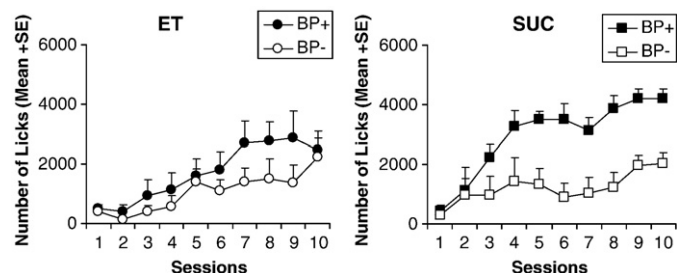 ET
BP+
BP-
Number of Licks (Mean +SE)
6000
4000
2000
0
1 2 3 4 5 6 7 8 9 10
Sessions
SUC
BP+
BP-
Number of Licks (Mean +SE)
6000
4000
2000
0
1 2 3 4 5 6 7 8 9 10
Sessions